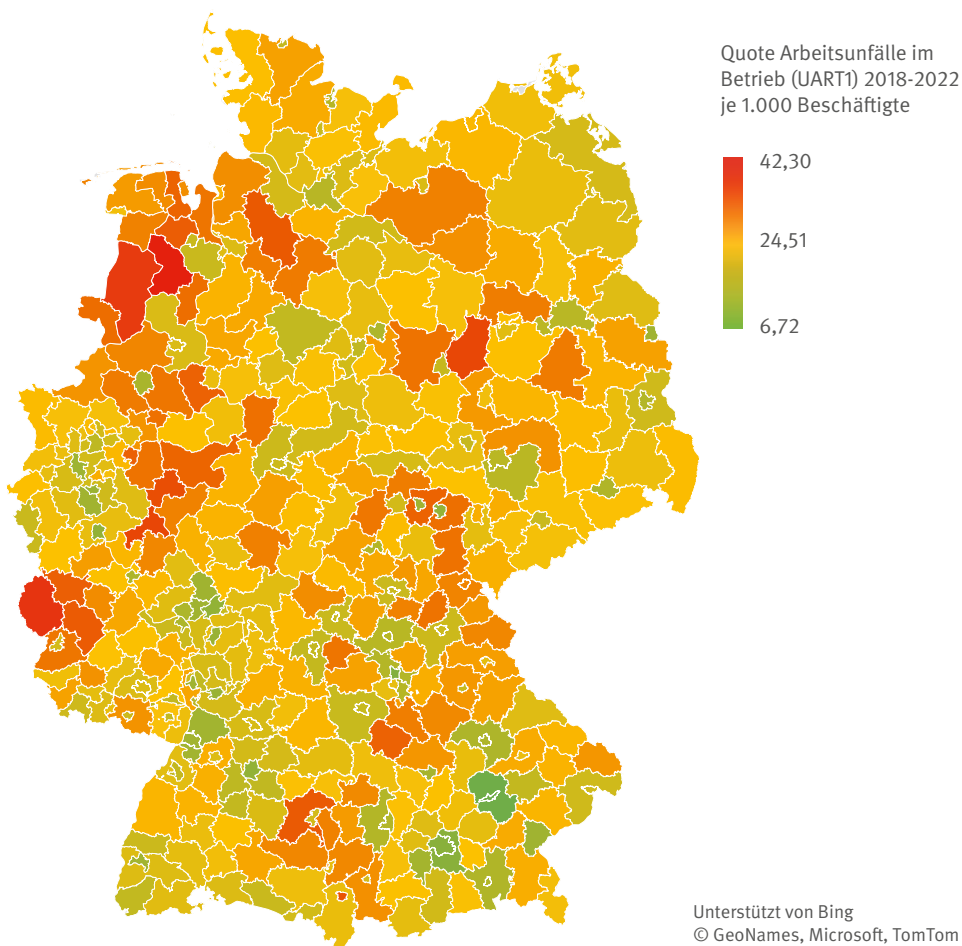 Quote Arbeitsunfälle im
Betrieb (UART1) 2018-2022
je 1.000 Beschäftigte
42,30
24,51
6,72
Unterstützt von Bing
© GeoNames, Microsoft, TomTom